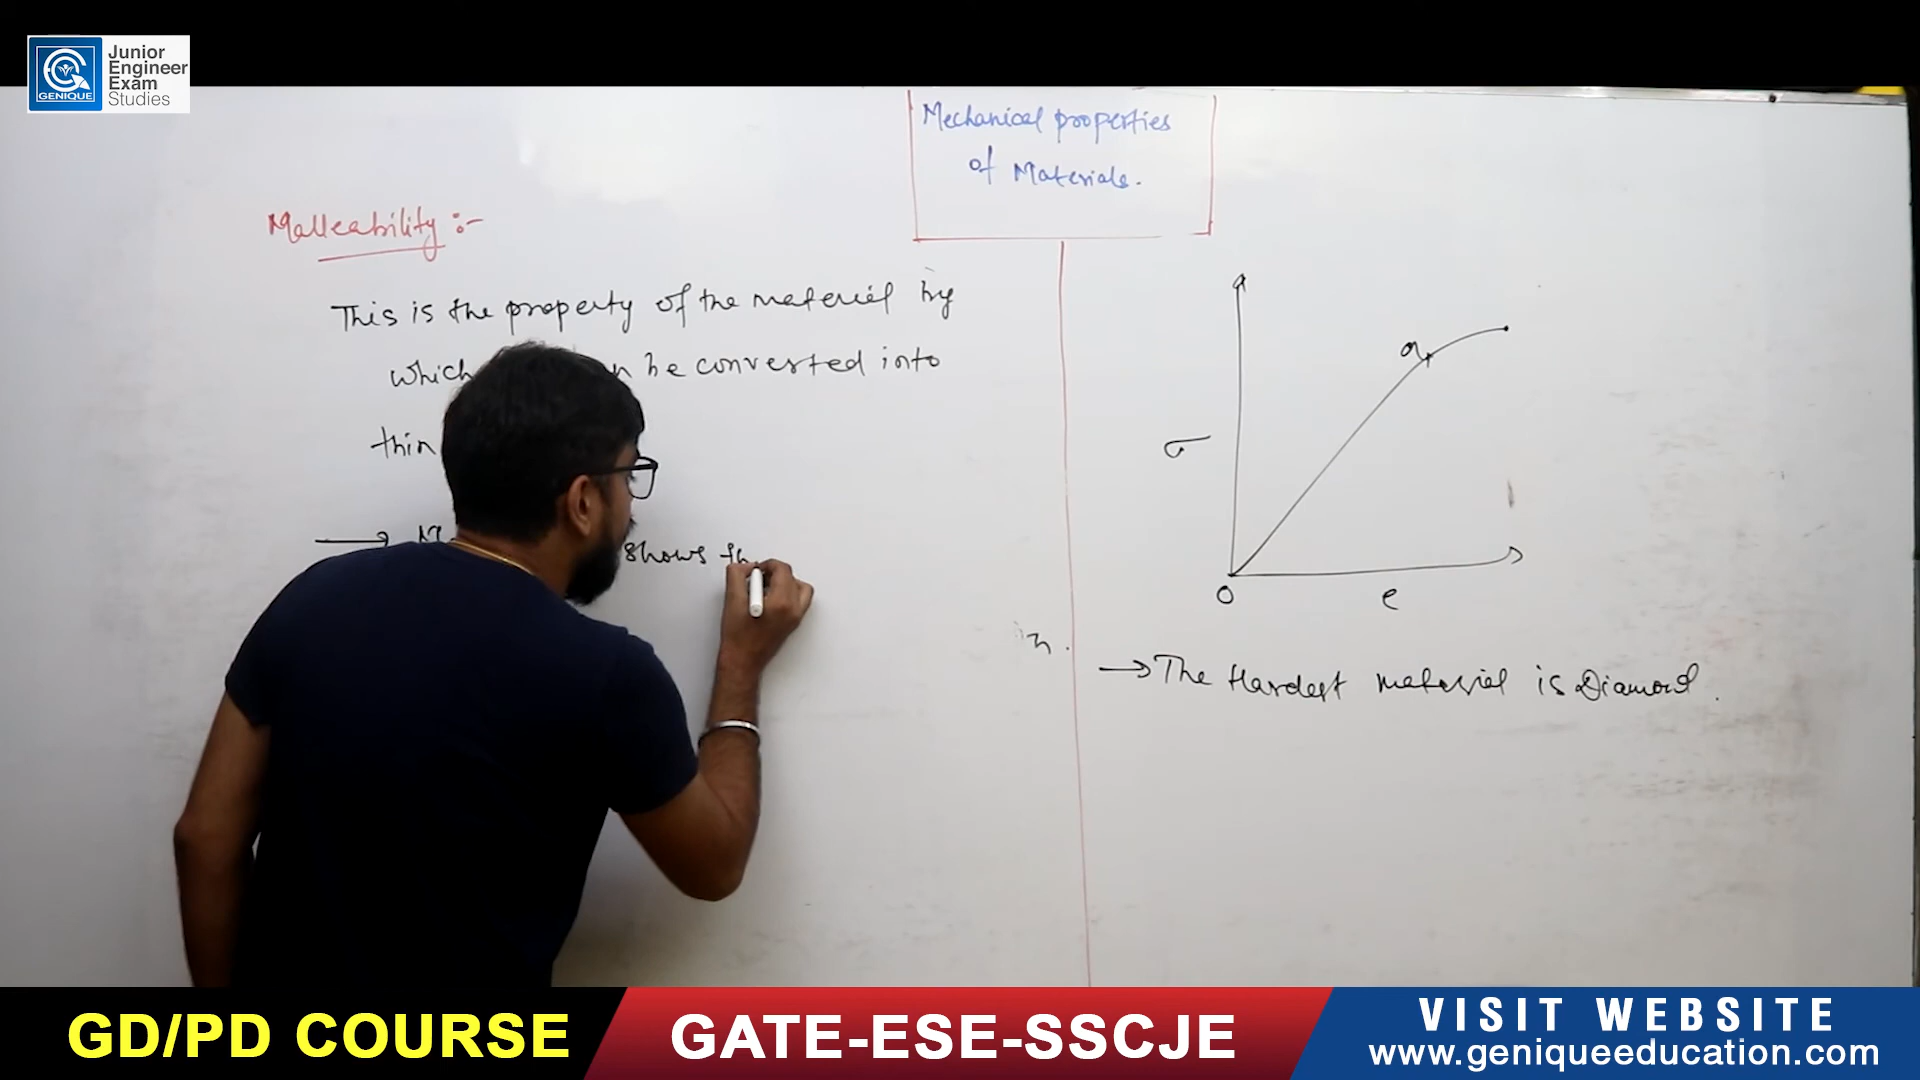 Junior
Engineer
Exam
Studies
GENIQUE
Mechanical properties
of Materials.
Malleability :-
This is the property of the material by
which be converted into
thin
shows
σ
a
O
e
→ The Hardest material is Diamond.
GD/PD COURSE
GATE-ESE-SSCJE
VISIT WEBSITE
www.geniqueeducation.com